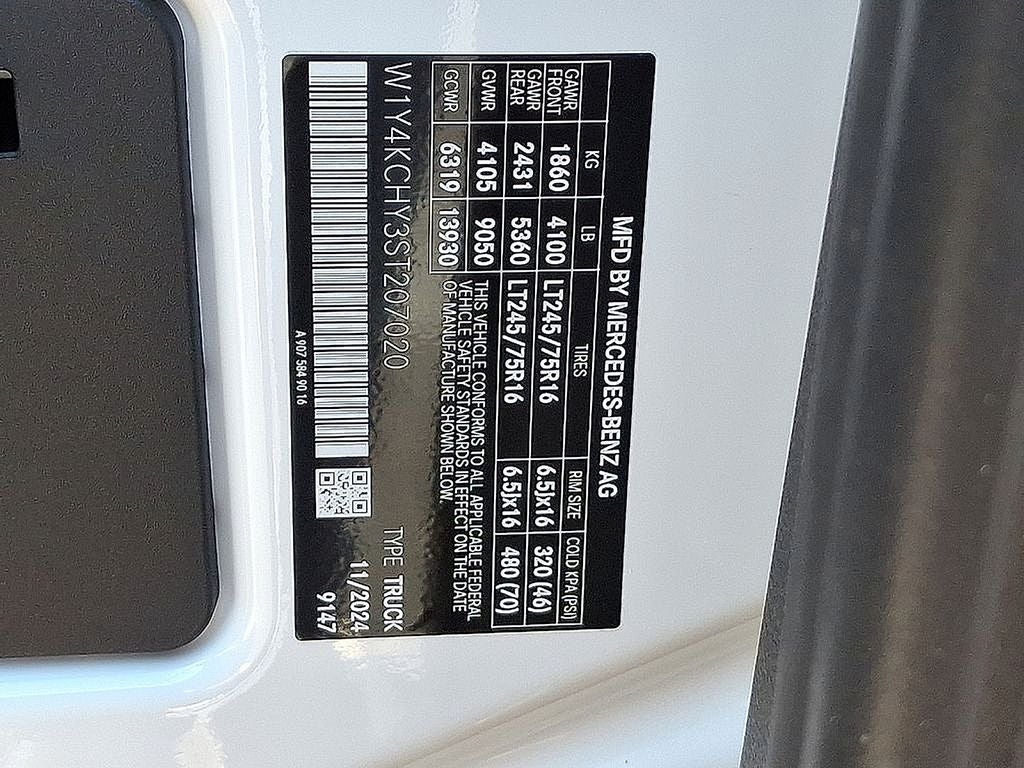 MFD BY MERCEDES-BENZ AG
KG LB TIRES RIM SIZE COLD KPA (PSI)
GAWR FRONT 1860 4100 LT245/75R16 6.5Jx16 320 (46)
GAWR REAR 2431 5360 LT245/75R16 6.5Jx16 480 (70)
GVWR 4105 9050
GCWR 6319 13930
THIS VEHICLE CONFORMS TO ALL APPLICABLE FEDERAL
VEHICLE SAFETY STANDARDS IN EFFECT ON THE DATE
OF MANUFACTURE SHOWN BELOW
W1Y4KCHY3ST207020 TYPE TRUCK
11/2024
9147
A 907 584 90 16